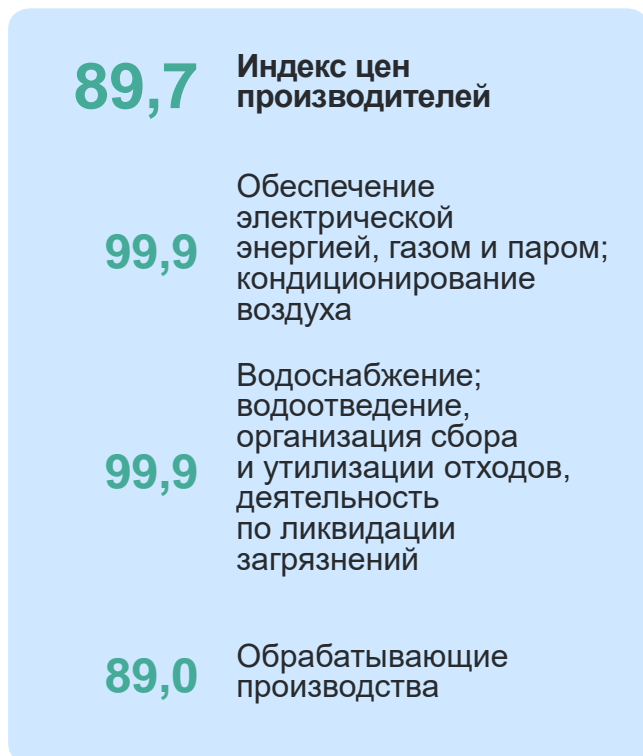 89,7
Индекс цен
производителей
99,9
Обеспечение
электрической
энергией, газом и паром;
кондиционирование
воздуха
99,9
Водоснабжение;
водоотведение,
организация сбора
и утилизации отходов,
деятельность
по ликвидации
загрязнений
89,0
Обрабатывающие
производства